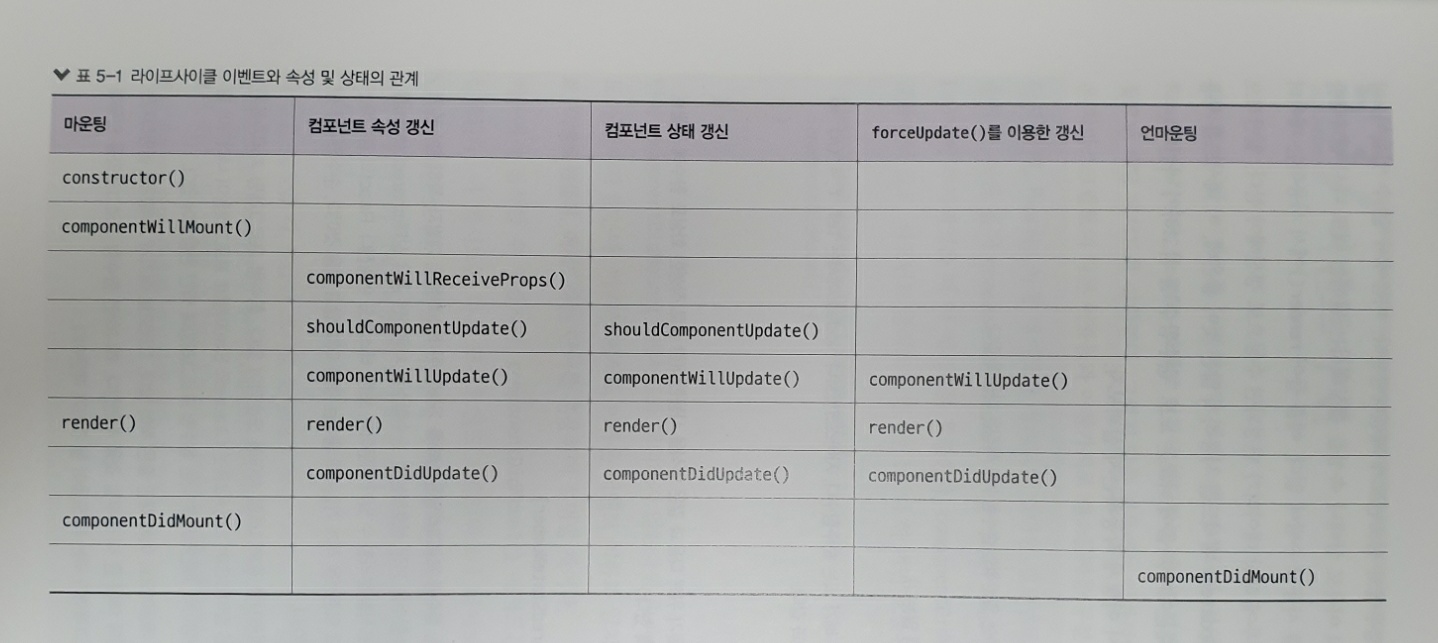 표 5-1 라이프사이클 이벤트와 속성 및 상태의 관계
마운팅 컴포넌트 속성 갱신 컴포넌트 상태 갱신 forceUpdate()를 이용한 갱신 언마운팅
constructor()
componentWillMount()
componentWillReceiveProps()
shouldComponentUpdate() shouldComponentUpdate()
componentWillUpdate() componentWillUpdate() componentWillUpdate()
render() render() render() render()
componentDidUpdate() componentDidUpdate() componentDidUpdate()
componentDidMount()
componentDidMount()